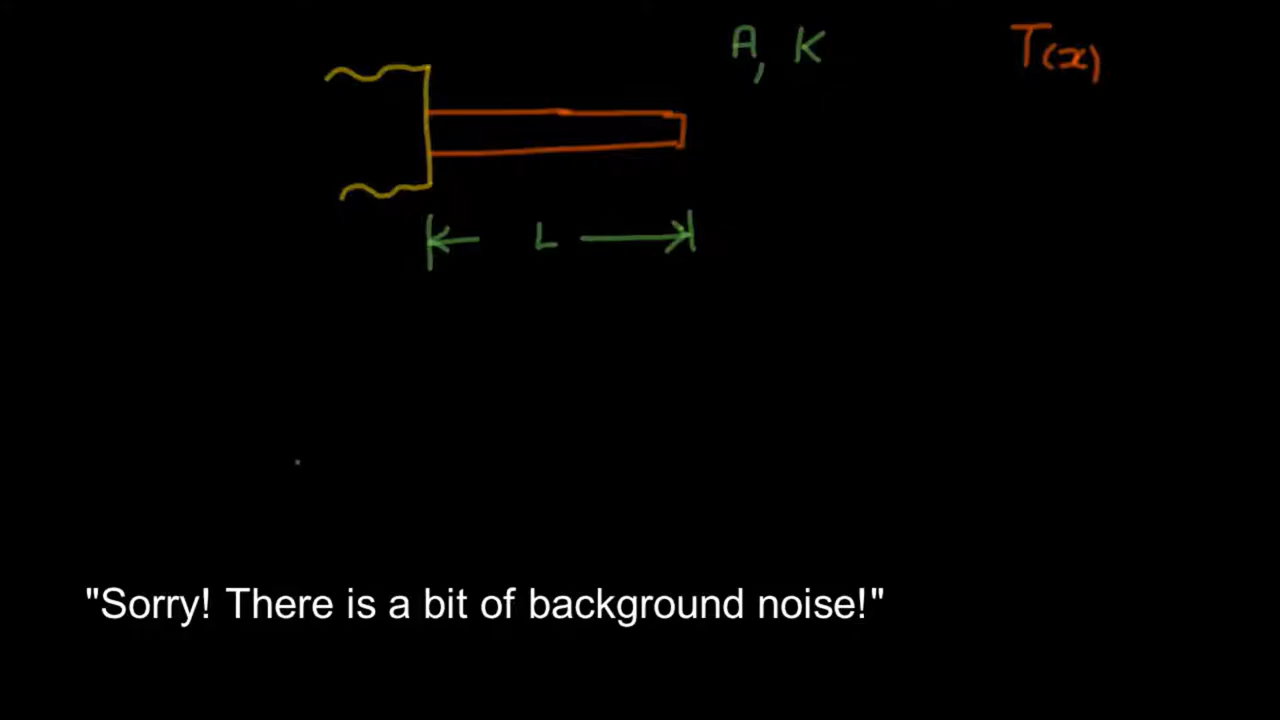 A, K
T(x)
L
"Sorry! There is a bit of background noise!"